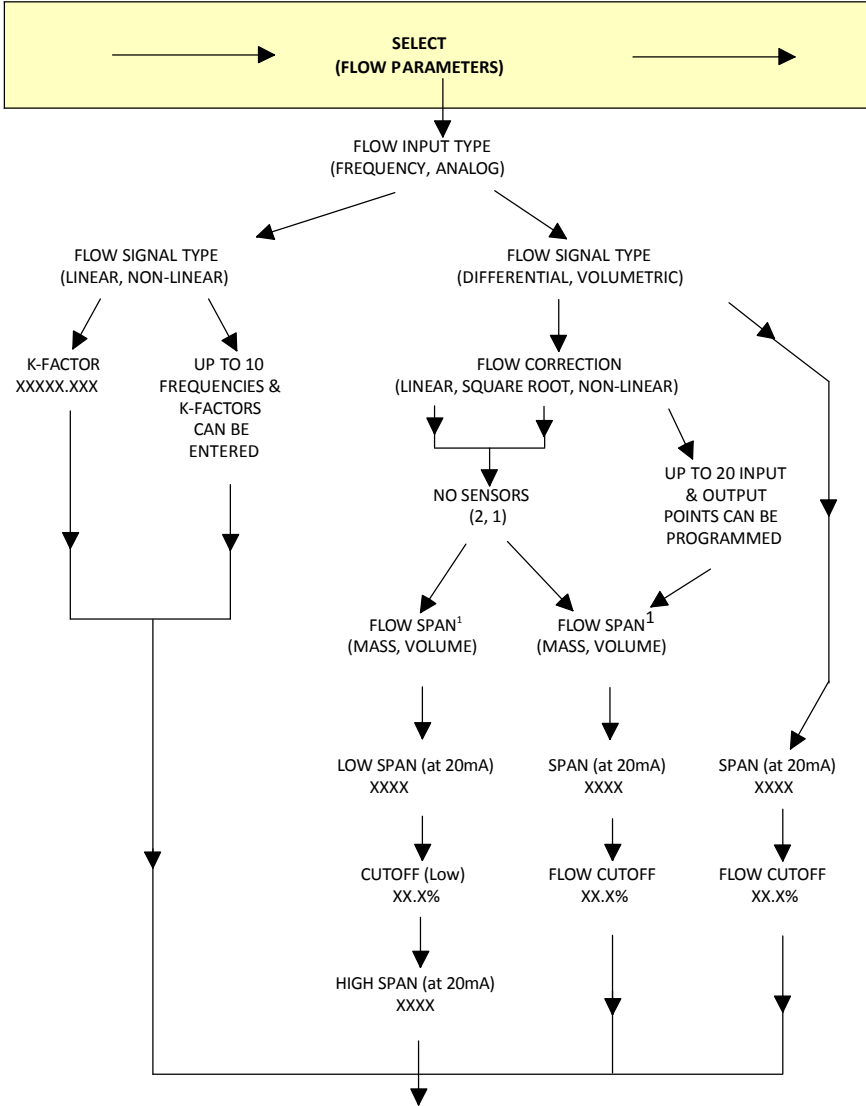 SELECT
(FLOW PARAMETERS)
FLOW INPUT TYPE
(FREQUENCY, ANALOG)
FLOW SIGNAL TYPE
(LINEAR, NON-LINEAR)
FLOW SIGNAL TYPE
(DIFFERENTIAL, VOLUMETRIC)
K-FACTOR
XXXXX.XXX
UP TO 10
FREQUENCIES &
K-FACTORS
CAN BE
ENTERED
FLOW CORRECTION
(LINEAR, SQUARE ROOT, NON-LINEAR)
NO SENSORS
(2, 1)
UP TO 20 INPUT
& OUTPUT
POINTS CAN BE
PROGRAMMED
FLOW SPAN¹
(MASS, VOLUME)
FLOW SPAN¹
(MASS, VOLUME)
LOW SPAN (at 20mA)
XXXX
SPAN (at 20mA)
XXXX
SPAN (at 20mA)
XXXX
CUTOFF (Low)
XX.X%
FLOW CUTOFF
XX.X%
FLOW CUTOFF
XX.X%
HIGH SPAN (at 20mA)
XXXX